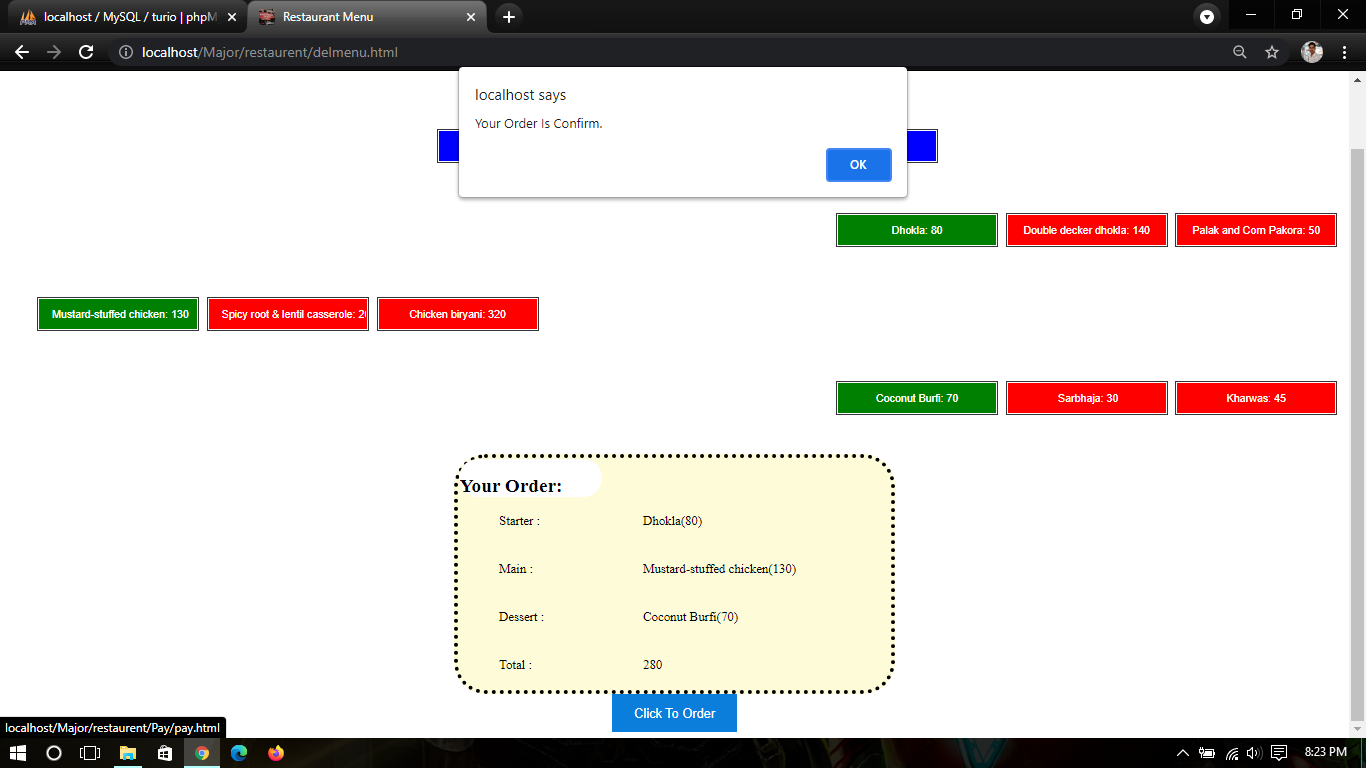 localhost / MySQL / turio | phpM
Restaurant Menu
localhost/Major/restaurent/delmenu.html
localhost says
Your Order Is Confirm.
OK
Dhokla: 80
Double decker dhokla: 140
Palak and Corn Pakora: 50
Mustard-stuffed chicken: 130
Spicy root & lentil casserole: 2
Chicken biryani: 320
Coconut Burfi: 70
Sarbhaja: 30
Kharwas: 45
Your Order:
Starter : Dhokla(80)
Main : Mustard-stuffed chicken(130)
Dessert : Coconut Burfi(70)
Total : 280
Click To Order
localhost/Major/restaurent/Pay/pay.html
8:23 PM